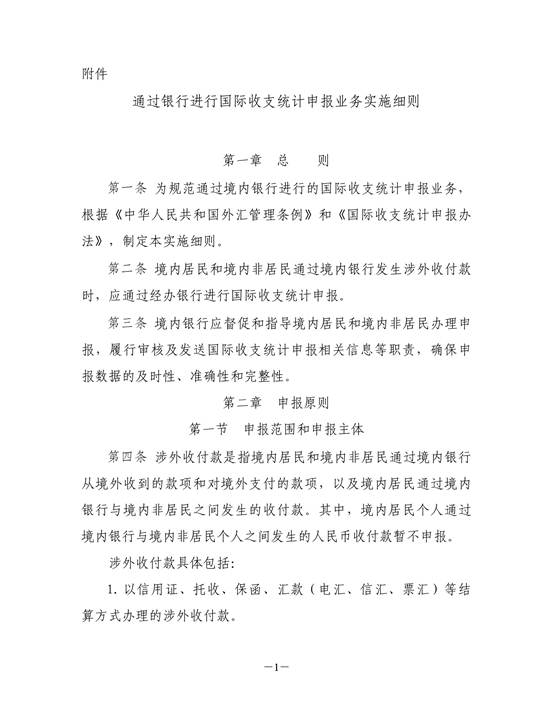 附件
通过银行进行国际收支统计申报业务实施细则
第一章 总 则
第一条 为规范通过境内银行进行的国际收支统计申报业务，
根据《中华人民共和国外汇管理条例》和《国际收支统计申报办
法》，制定本实施细则。
第二条 境内居民和境内非居民通过境内银行发生涉外收付款
时，应通过经办银行进行国际收支统计申报。
第三条 境内银行应督促和指导境内居民和境内非居民办理申
报，履行审核及发送国际收支统计申报相关信息等职责，确保申
报数据的及时性、准确性和完整性。
第二章 申报原则
第一节 申报范围和申报主体
第四条 涉外收付款是指境内居民和境内非居民通过境内银行
从境外收到的款项和对境外支付的款项，以及境内居民通过境内
银行与境内非居民之间发生的收付款。其中，境内居民个人通过
境内银行与境内非居民个人之间发生的人民币收付款暂不申报。
涉外收付款具体包括：
1. 以信用证、托收、保函、汇款（电汇、信汇、票汇）等结
算方式办理的涉外收付款。
－1－